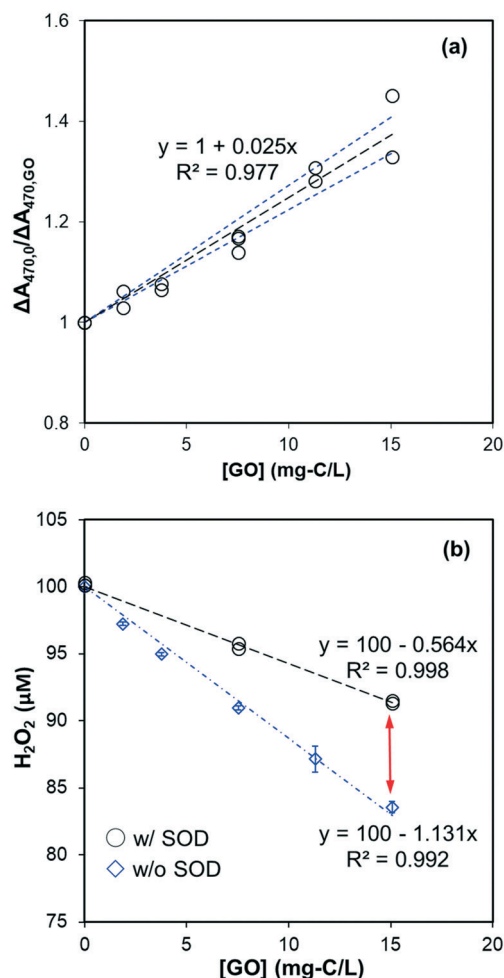 (a)
1.6
1.4
1.2
1
0.8
ΔA470,0/ΔA470,GO
y = 1 + 0.025x
R² = 0.977
0 5 10 15 20
[GO] (mg-C/L)
(b)
105
100
95
90
85
80
75
H₂O₂ (µM)
y = 100 - 0.564x
R² = 0.998
y = 100 - 1.131x
R² = 0.992
w/ SOD
w/o SOD
0 5 10 15 20
[GO] (mg-C/L)